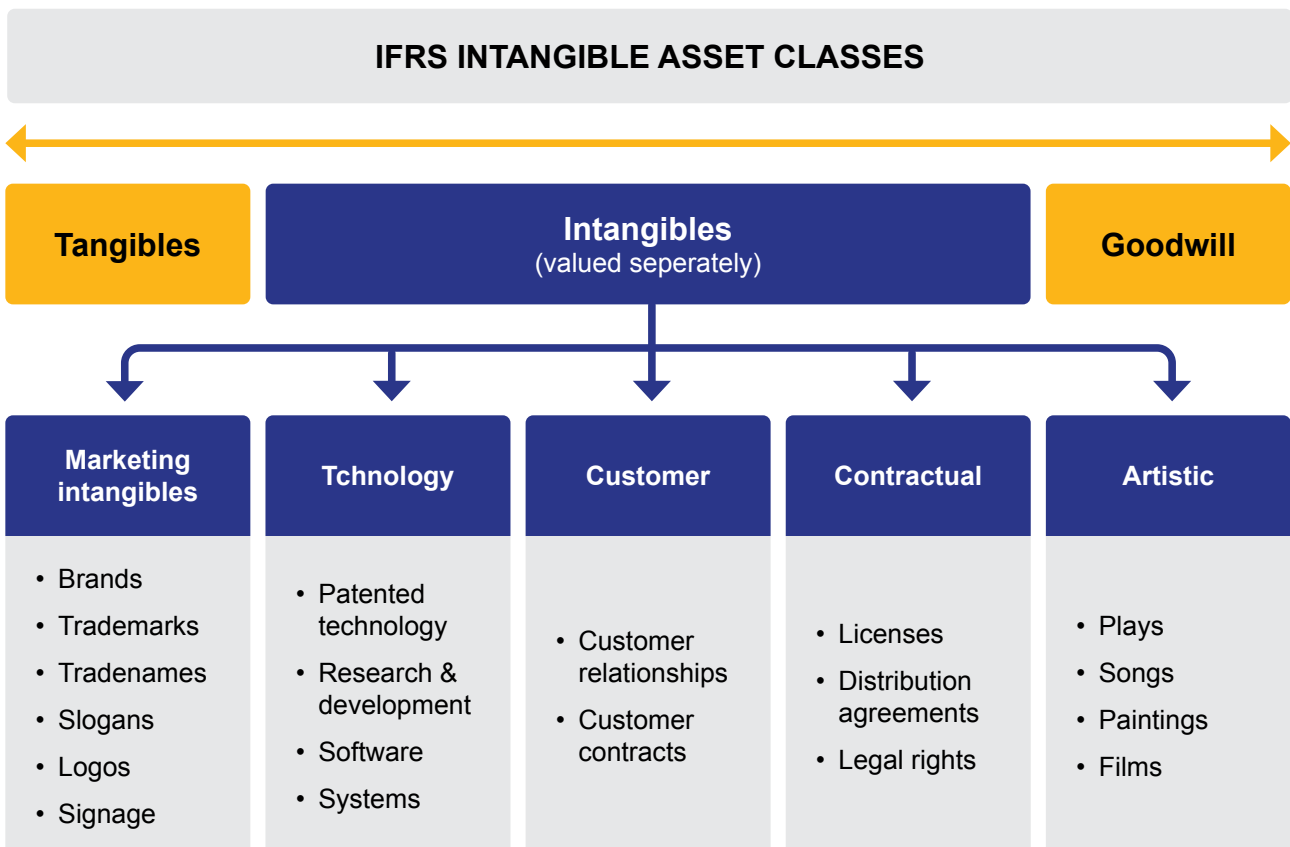 IFRS INTANGIBLE ASSET CLASSES
Tangibles
Intangibles
(valued seperately)
Goodwill
Marketing
intangibles
• Brands
• Trademarks
• Tradenames
• Slogans
• Logos
• Signage
Tchnology
• Patented
technology
• Research &
development
• Software
• Systems
Customer
• Customer
relationships
• Customer
contracts
Contractual
• Licenses
• Distribution
agreements
• Legal rights
Artistic
• Plays
• Songs
• Paintings
• Films